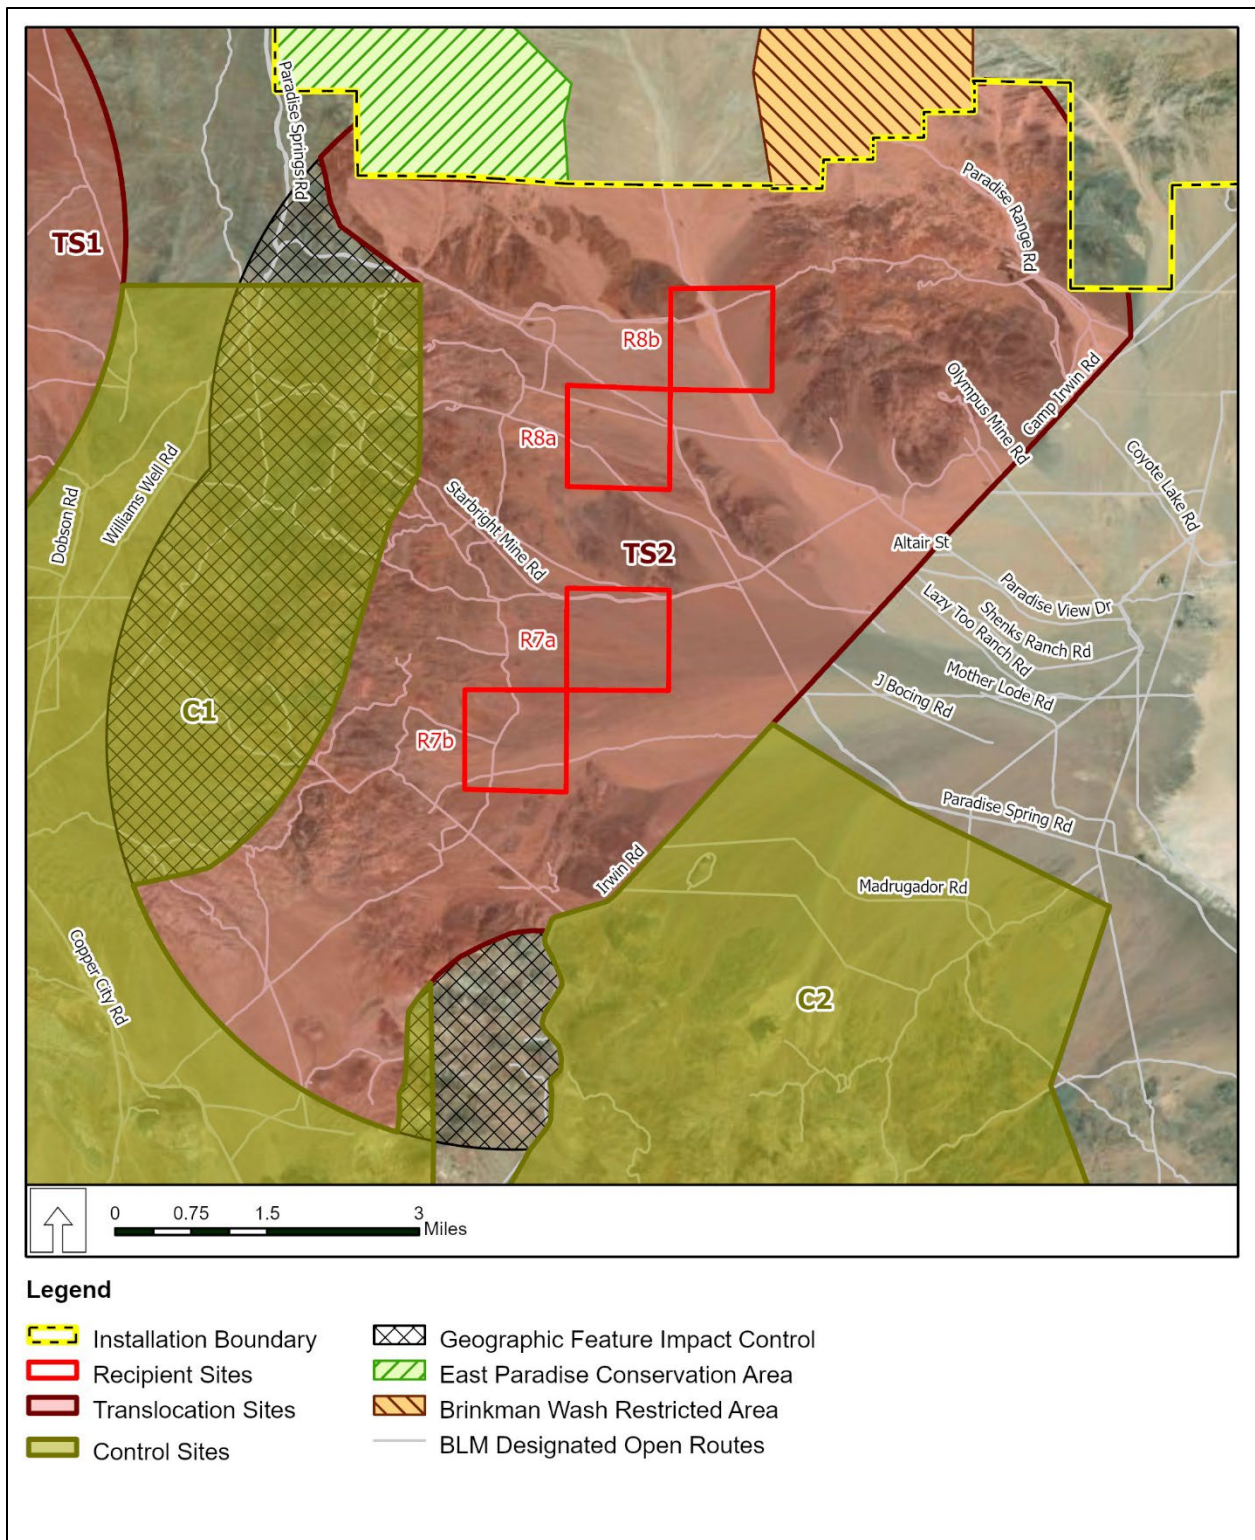 Paradise Springs Rd
TS1
Paradise Range Rd
R8b
Olympus Mine Rd
Camp Irwin Rd
R8a
Coyote Lake Rd
Williams Well Rd
Dobson Rd
Starbright Mine Rd
TS2
Altair St
Paradise View Dr
Shenks Ranch Rd
Lazy Too Ranch Rd
R7a
Mother Lode Rd
J Bocing Rd
C1
R7b
Paradise Spring Rd
Irwin Rd
Madrugador Rd
Copper City Rd
C2
0 0.75 1.5 3
Miles
Legend
Installation Boundary
Recipient Sites
Translocation Sites
Control Sites
Geographic Feature Impact Control
East Paradise Conservation Area
Brinkman Wash Restricted Area
BLM Designated Open Routes